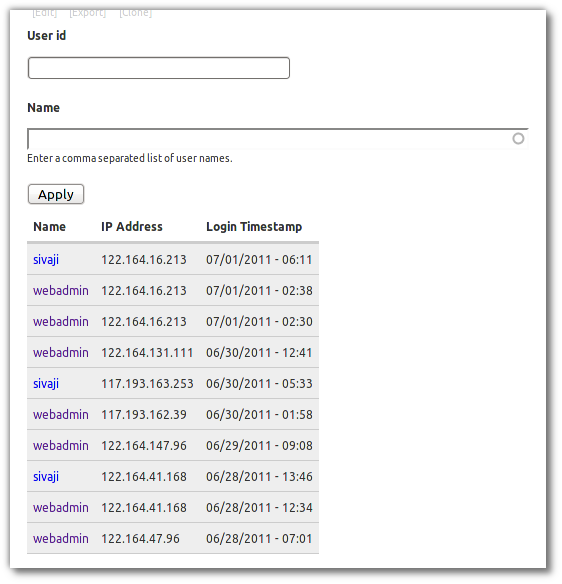 [Edit] [Export] [Clone]
User id
Name
Enter a comma separated list of user names.
Apply
Name IP Address Login Timestamp
sivaji 122.164.16.213 07/01/2011 - 06:11
webadmin 122.164.16.213 07/01/2011 - 02:38
webadmin 122.164.16.213 07/01/2011 - 02:30
webadmin 122.164.131.111 06/30/2011 - 12:41
sivaji 117.193.163.253 06/30/2011 - 05:33
webadmin 117.193.162.39 06/30/2011 - 01:58
webadmin 122.164.147.96 06/29/2011 - 09:08
sivaji 122.164.41.168 06/28/2011 - 13:46
webadmin 122.164.41.168 06/28/2011 - 12:34
webadmin 122.164.47.96 06/28/2011 - 07:01